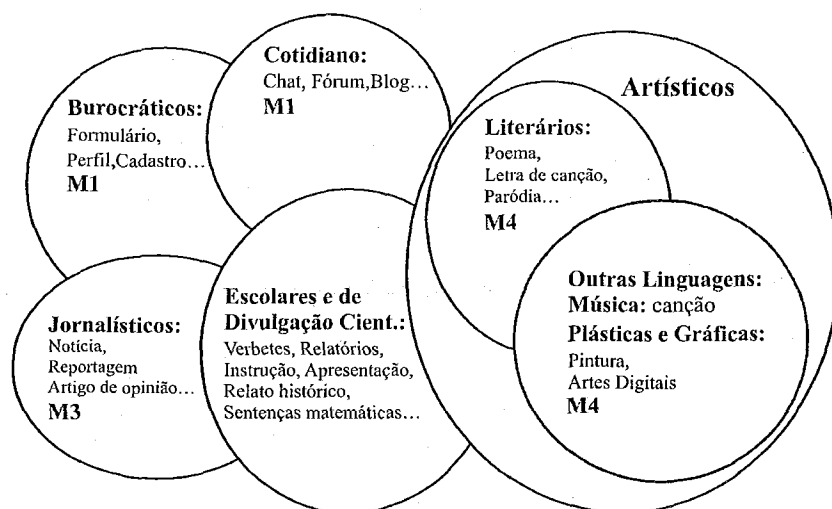 Cotidiano:
Chat, Fórum,Blog...
M1
Burocráticos:
Formulário,
Perfil,Cadastro...
M1
Artísticos
Literários:
Poema,
Letra de canção,
Paródia...
M4
Outras Linguagens:
Música: canção
Plásticas e Gráficas:
Pintura,
Artes Digitais
M4
Escolares e de
Divulgação Cient.:
Verbetes, Relatórios,
Instrução, Apresentação,
Relato histórico,
Sentenças matemáticas...
Jornalísticos:
Notícia,
Reportagem
Artigo de opinião...
M3